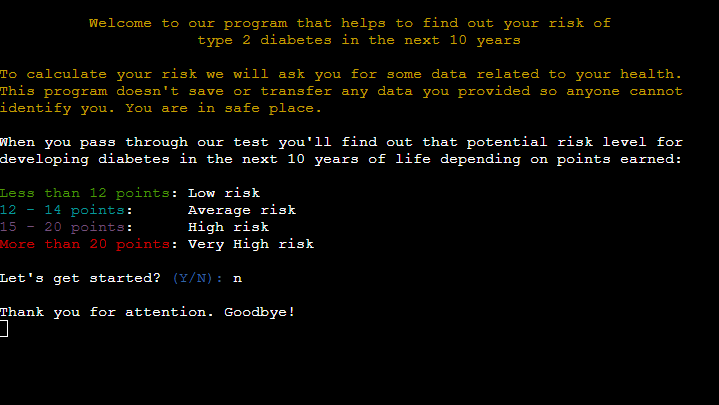 Welcome to our program that helps to find out your risk of
type 2 diabetes in the next 10 years
To calculate your risk we will ask you for some data related to your health.
This program doesn't save or transfer any data you provided so anyone cannot
identify you. You are in safe place.
When you pass through our test you'll find out that potential risk level for
developing diabetes in the next 10 years of life depending on points earned:
Less than 12 points: Low risk
12 - 14 points: Average risk
15 - 20 points: High risk
More than 20 points: Very High risk
Let's get started? (Y/N): n
Thank you for attention. Goodbye!